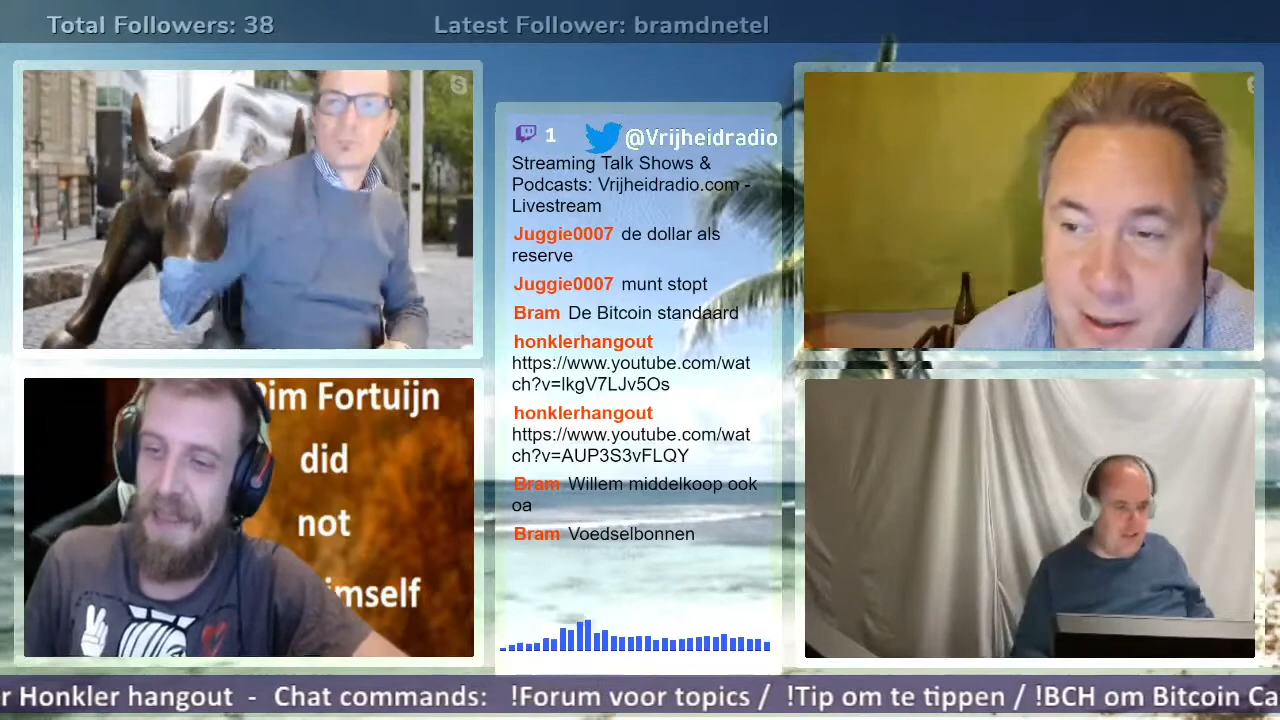 Total Followers: 38
Latest Follower: bramdnetel
1
@Vrijheidradio
Streaming Talk Shows &
Podcasts: Vrijheidradio.com -
Livestream
Juggie0007 de dollar als
reserve
Juggie0007 munt stopt
Bram De Bitcoin standaard
honklerhangout
https://www.youtube.com/wat
ch?v=lkgV7LJv5Os
honklerhangout
https://www.youtube.com/wat
ch?v=AUP3S3vFLQY
Bram Willem middelkoop ook
oa
Bram Voedselbonnen
Pim Fortuijn
did
not
imself
r Honkler hangout - Chat commands: !Forum voor topics / !Tip om te tippen / !BCH om Bitcoin Ca